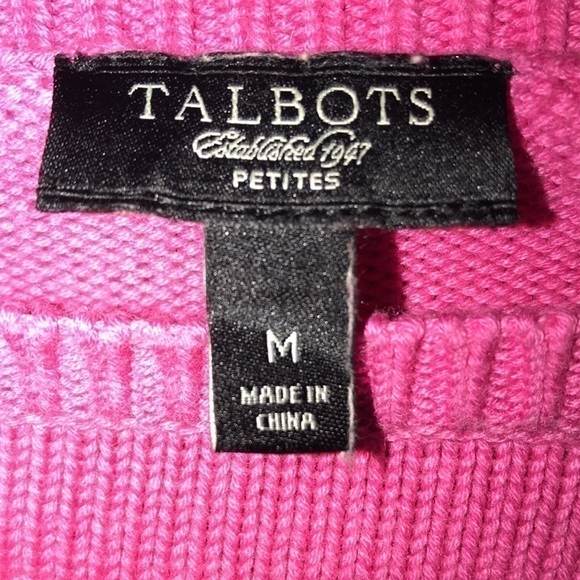 TALBOTS
Established 1947
PETITES
M
MADE IN
CHINA